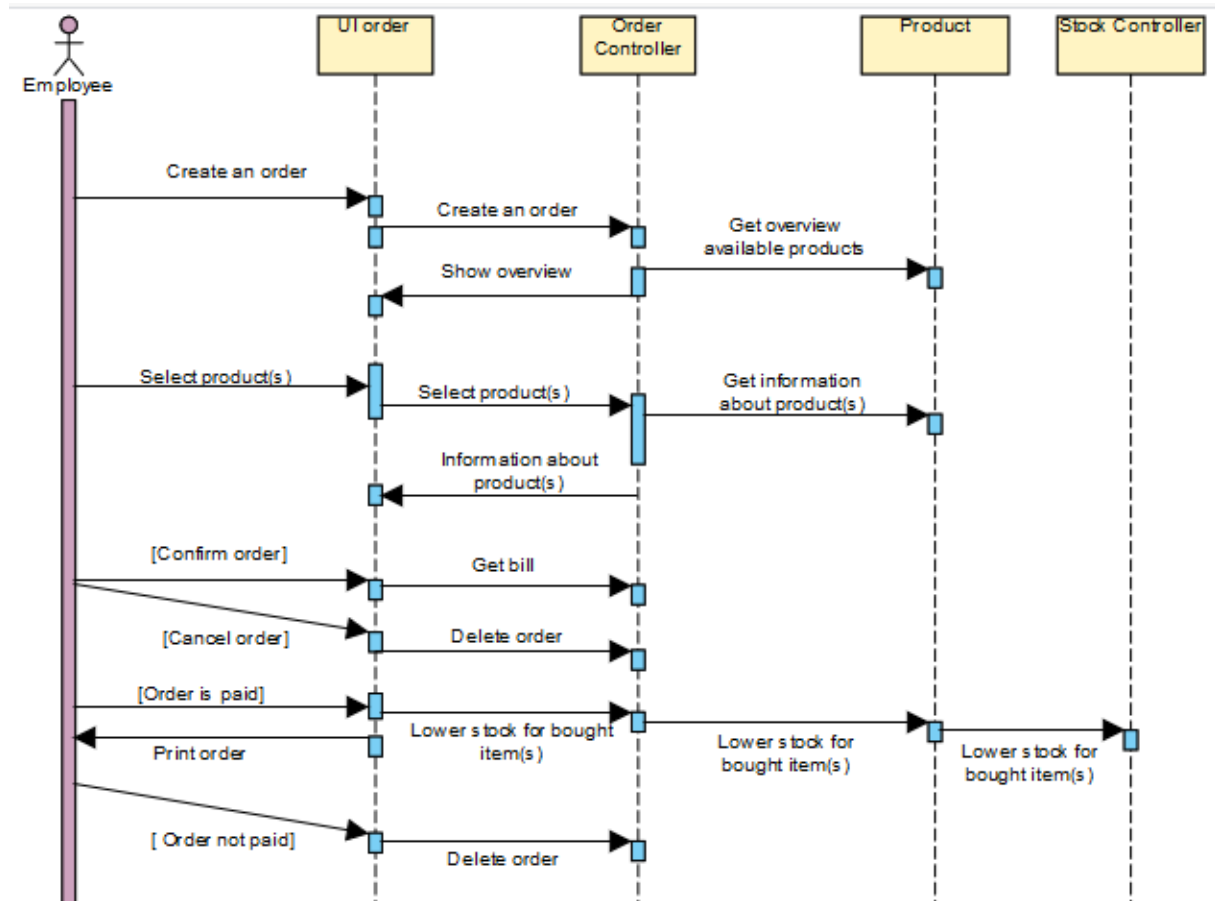 UI order
Order
Controller
Product
Stock Controller
Employee
Create an order
Create an order
Get overview
available products
Show overview
Select product(s)
Select product(s)
Get information
about product(s)
Information about
product(s)
[Confirm order]
Get bill
[Cancel order]
Delete order
[Order is paid]
Lower stock for bought
item(s)
Lower stock for
bought item(s)
Lower stock for
bought item(s)
Print order
[ Order not paid]
Delete order